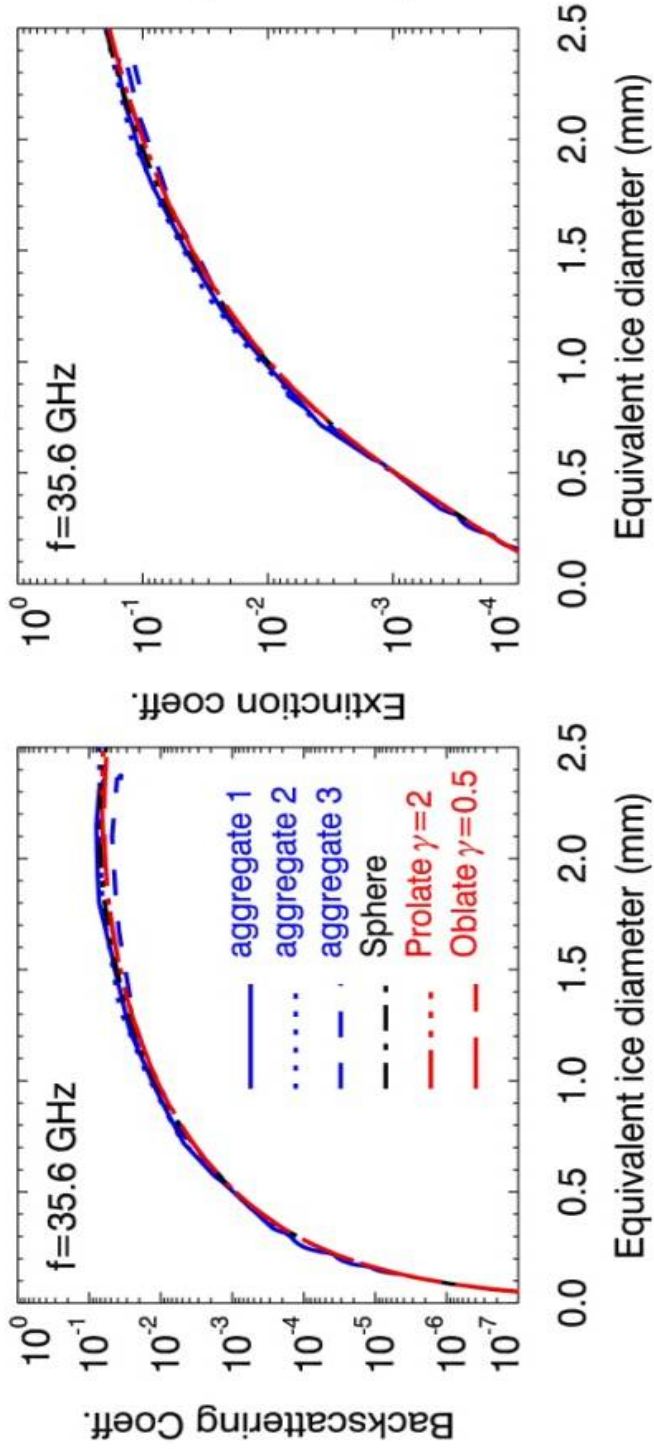 f=35.6 GHz
Backscattering Coeff.
10⁰
10⁻¹
10⁻²
10⁻³
10⁻⁴
10⁻⁵
10⁻⁶
10⁻⁷
aggregate 1
aggregate 2
aggregate 3
Sphere
Prolate γ=2
Oblate γ=0.5
0.0 0.5 1.0 1.5 2.0 2.5
Equivalent ice diameter (mm)
f=35.6 GHz
Extinction coeff.
10⁰
10⁻¹
10⁻²
10⁻³
10⁻⁴
0.0 0.5 1.0 1.5 2.0 2.5
Equivalent ice diameter (mm)